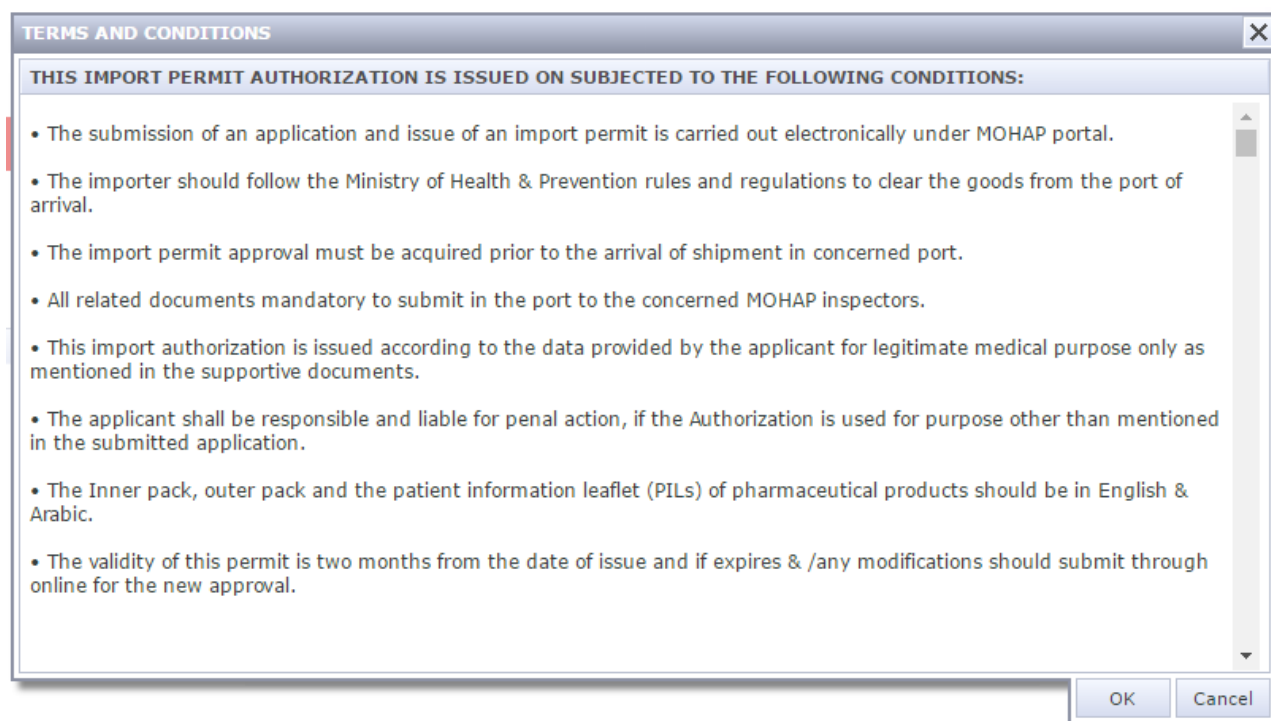 TERMS AND CONDITIONS
THIS IMPORT PERMIT AUTHORIZATION IS ISSUED ON SUBJECTED TO THE FOLLOWING CONDITIONS:
• The submission of an application and issue of an import permit is carried out electronically under MOHAP portal.
• The importer should follow the Ministry of Health & Prevention rules and regulations to clear the goods from the port of
arrival.
• The import permit approval must be acquired prior to the arrival of shipment in concerned port.
• All related documents mandatory to submit in the port to the concerned MOHAP inspectors.
• This import authorization is issued according to the data provided by the applicant for legitimate medical purpose only as
mentioned in the supportive documents.
• The applicant shall be responsible and liable for penal action, if the Authorization is used for purpose other than mentioned
in the submitted application.
• The Inner pack, outer pack and the patient information leaflet (PILs) of pharmaceutical products should be in English &
Arabic.
• The validity of this permit is two months from the date of issue and if expires & /any modifications should submit through
online for the new approval.
OK Cancel